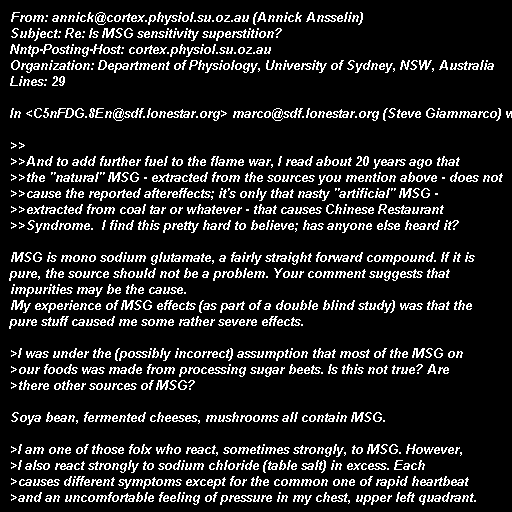 From: annick@cortex.physiol.su.oz.au (Annick Ansselin)
Subject: Re: Is MSG sensitivity superstition?
Nntp-Posting-Host: cortex.physiol.su.oz.au
Organization: Department of Physiology, University of Sydney, NSW, Australia
Lines: 29

In <C5nFDG.8En@sdf.lonestar.org> marco@sdf.lonestar.org (Steve Giammarco) w

>>
>>And to add further fuel to the flame war, I read about 20 years ago that
>>the "natural" MSG - extracted from the sources you mention above - does not
>>cause the reported aftereffects; it's only that nasty "artificial" MSG -
>>extracted from coal tar or whatever - that causes Chinese Restaurant
>>Syndrome.  I find this pretty hard to believe; has anyone else heard it?

MSG is mono sodium glutamate, a fairly straight forward compound. If it is
pure, the source should not be a problem. Your comment suggests that
impurities may be the cause.
My experience of MSG effects (as part of a double blind study) was that the
pure stuff caused me some rather severe effects.

>I was under the (possibly incorrect) assumption that most of the MSG on
>our foods was made from processing sugar beets. Is this not true? Are
>there other sources of MSG?

Soya bean, fermented cheeses, mushrooms all contain MSG.

>I am one of those folx who react, sometimes strongly, to MSG. However,
>I also react strongly to sodium chloride (table salt) in excess. Each
>causes different symptoms except for the common one of rapid heartbeat
>and an uncomfortable feeling of pressure in my chest, upper left quadrant.